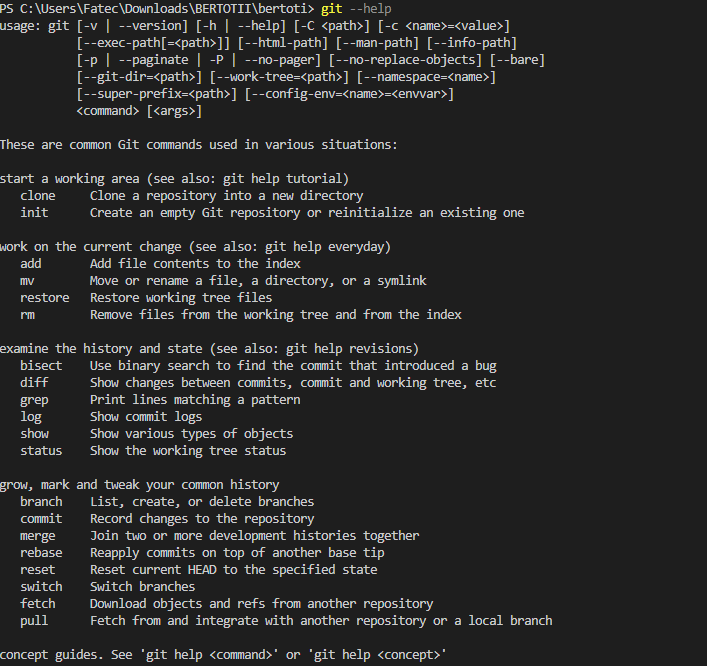 PS C:\Users\Fatec\Downloads\BERTOTII\bertoti> git --help
usage: git [-v | --version] [-h | --help] [-C <path>] [-c <name>=<value>]
           [--exec-path[=<path>]] [--html-path] [--man-path] [--info-path]
           [-p | --paginate | -P | --no-pager] [--no-replace-objects] [--bare]
           [--git-dir=<path>] [--work-tree=<path>] [--namespace=<name>]
           [--super-prefix=<path>] [--config-env=<name>=<envvar>]
           <command> [<args>]

These are common Git commands used in various situations:

start a working area (see also: git help tutorial)
   clone     Clone a repository into a new directory
   init      Create an empty Git repository or reinitialize an existing one

work on the current change (see also: git help everyday)
   add       Add file contents to the index
   mv        Move or rename a file, a directory, or a symlink
   restore   Restore working tree files
   rm        Remove files from the working tree and from the index

examine the history and state (see also: git help revisions)
   bisect    Use binary search to find the commit that introduced a bug
   diff      Show changes between commits, commit and working tree, etc
   grep      Print lines matching a pattern
   log       Show commit logs
   show      Show various types of objects
   status    Show the working tree status

grow, mark and tweak your common history
   branch    List, create, or delete branches
   commit    Record changes to the repository
   merge     Join two or more development histories together
   rebase    Reapply commits on top of another base tip
   reset     Reset current HEAD to the specified state
   switch    Switch branches
   fetch     Download objects and refs from another repository
   pull      Fetch from and integrate with another repository or a local branch

concept guides. See 'git help <command>' or 'git help <concept>'